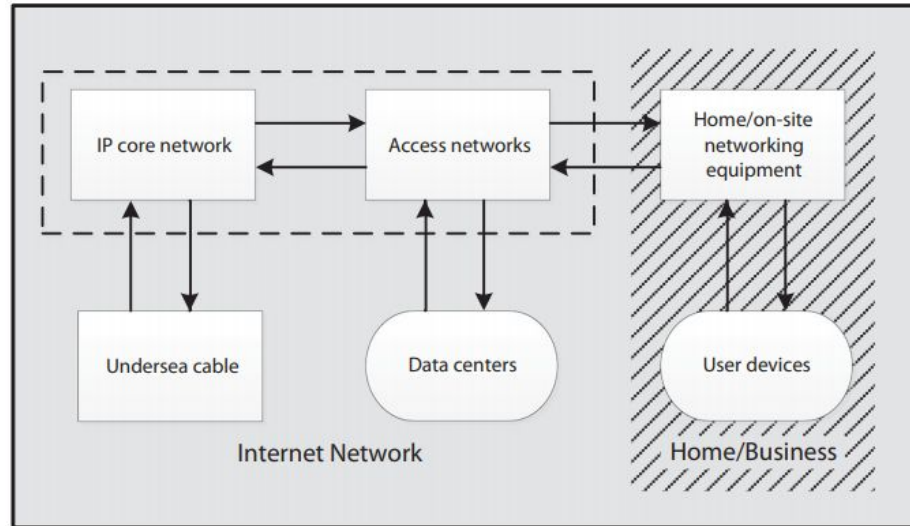 IP core network
Access networks
Home/on-site
networking
equipment
Undersea cable
Data centers
User devices
Internet Network
Home/Business